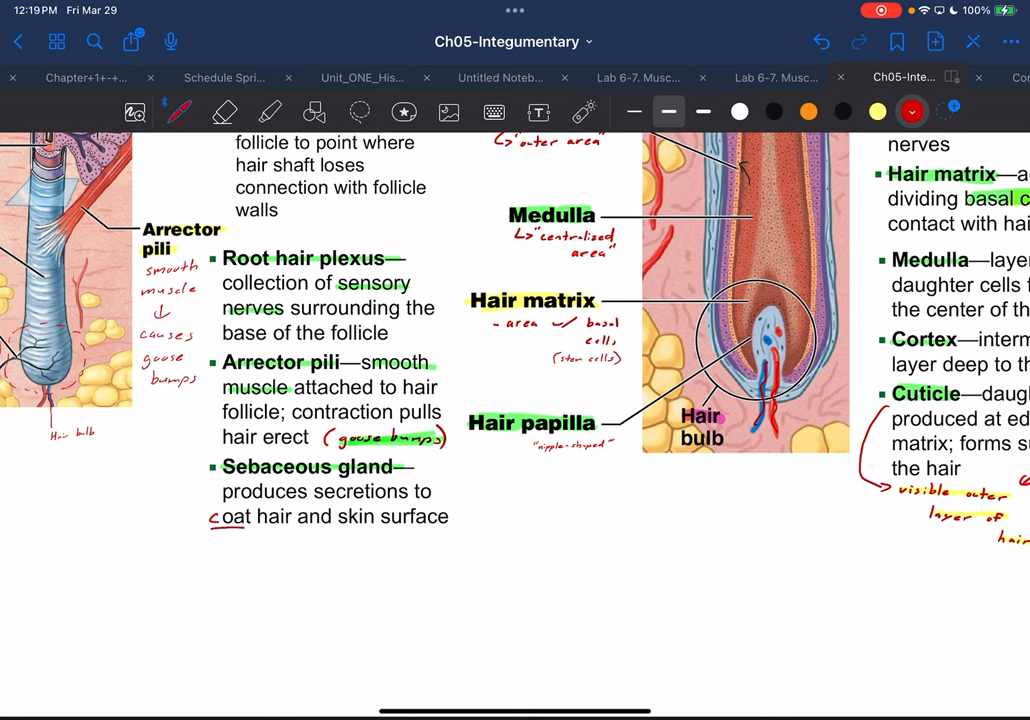 12:19 PM Fri Mar 29
100%
Ch05-Integumentary
Chapter+1+-+...
Schedule Spri...
Unit_ONE_His...
Untitled Noteb...
Lab 6-7. Musc...
Lab 6-7. Musc...
Ch05-Inte...
Cor
follicle to point where
hair shaft loses
connection with follicle
walls
Arrector
pili
smooth
muscle
causes
goose
bumps
Hair bulb
Root hair plexus—
collection of sensory
nerves surrounding the
base of the follicle
Arrector pili—smooth
muscle attached to hair
follicle; contraction pulls
hair erect (goose bumps)
Sebaceous gland—
produces secretions to
coat hair and skin surface
"outer area"
Medulla
"centralized
area"
Hair matrix
- area w/ basal
cells
(stem cells)
Hair papilla
"nipple-shaped"
Hair
bulb
nerves
Hair matrix—a
dividing basal c
contact with hai
Medulla—layer
daughter cells f
the center of th
Cortex—interm
layer deep to th
Cuticle—daug
produced at ed
matrix; forms su
the hair
visible outer
layer of
hair